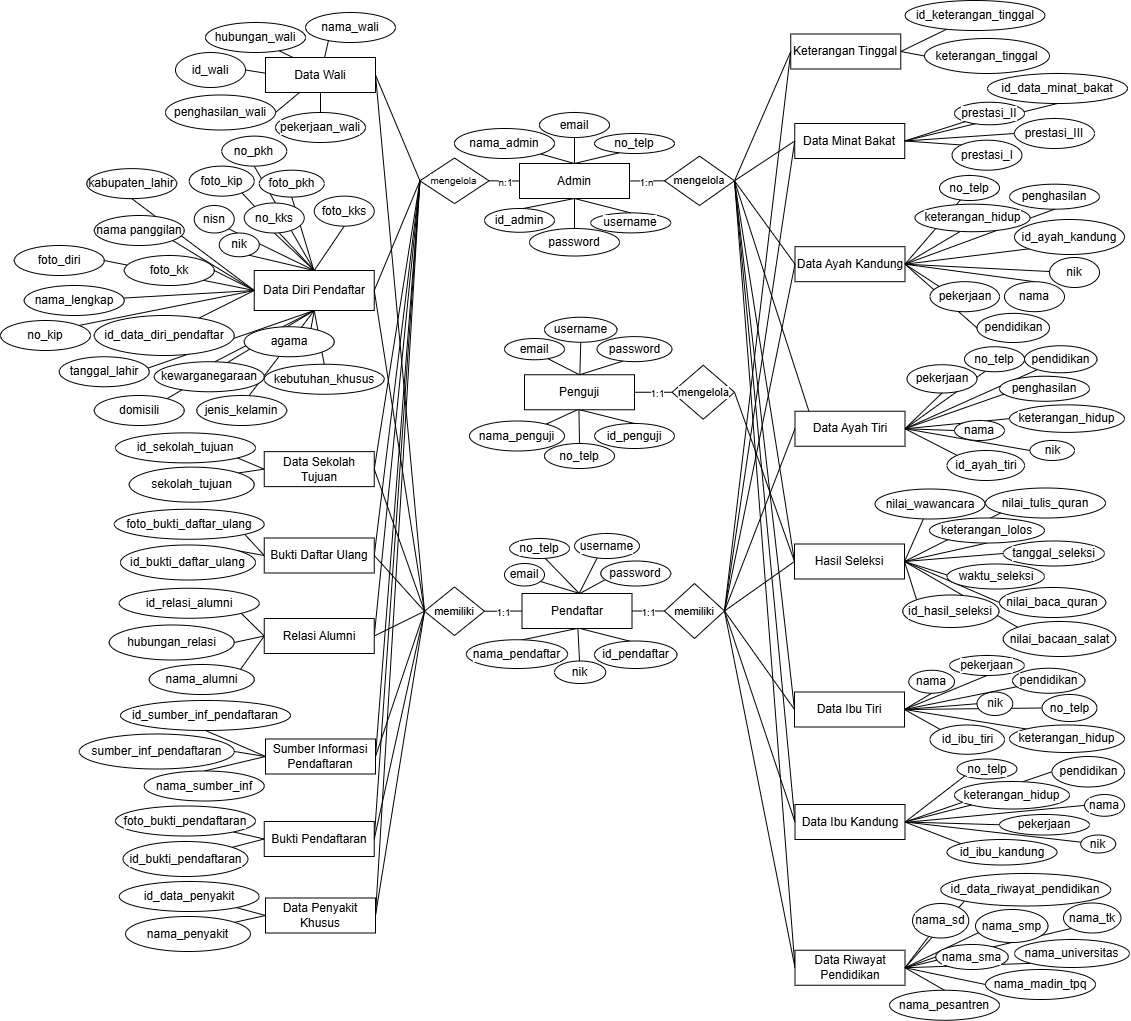 nama_wali
hubungan_wali
id_wali
Data Wali
penghasilan_wali
pekerjaan_wali
no_pkh
kabupaten_lahir
foto_kip
foto_pkh
nisn
no_kks
foto_kks
nama panggilan
nik
foto_diri
foto_kk
Data Diri Pendaftar
nama_lengkap
no_kip
id_data_diri_pendaftar
agama
tanggal_lahir
kewarganegaraan
kebutuhan_khusus
domisili
jenis_kelamin
id_sekolah_tujuan
Data Sekolah
Tujuan
sekolah_tujuan
foto_bukti_daftar_ulang
Bukti Daftar Ulang
id_bukti_daftar_ulang
id_relasi_alumni
Relasi Alumni
hubungan_relasi
nama_alumni
id_sumber_inf_pendaftaran
sumber_inf_pendaftaran
Sumber Informasi
Pendaftaran
nama_sumber_inf
foto_bukti_pendaftaran
Bukti Pendaftaran
id_bukti_pendaftaran
id_data_penyakit
Data Penyakit
Khusus
nama_penyakit
email
nama_admin
no_telp
mengelola
n:1
Admin
1:n
mengelola
id_admin
username
password
username
email
password
Penguji
1:1
mengelola
nama_penguji
id_penguji
no_telp
no_telp
username
email
password
memiliki
1:1
Pendaftar
1:1
memiliki
nama_pendaftar
id_pendaftar
nik
id_keterangan_tinggal
Keterangan Tinggal
keterangan_tinggal
id_data_minat_bakat
prestasi_II
Data Minat Bakat
prestasi_III
prestasi_I
no_telp
penghasilan
keterangan_hidup
id_ayah_kandung
Data Ayah Kandung
nik
pekerjaan
nama
pendidikan
no_telp
pendidikan
pekerjaan
penghasilan
keterangan_hidup
Data Ayah Tiri
nama
nik
id_ayah_tiri
nilai_wawancara
nilai_tulis_quran
keterangan_lolos
tanggal_seleksi
Hasil Seleksi
waktu_seleksi
nilai_baca_quran
id_hasil_seleksi
nilai_bacaan_salat
pekerjaan
nama
pendidikan
nik
no_telp
Data Ibu Tiri
id_ibu_tiri
keterangan_hidup
no_telp
pendidikan
keterangan_hidup
nama
Data Ibu Kandung
pekerjaan
nik
id_ibu_kandung
id_data_riwayat_pendidikan
nama_sd
nama_smp
nama_tk
nama_sma
nama_universitas
Data Riwayat
Pendidikan
nama_madin_tpq
nama_pesantren